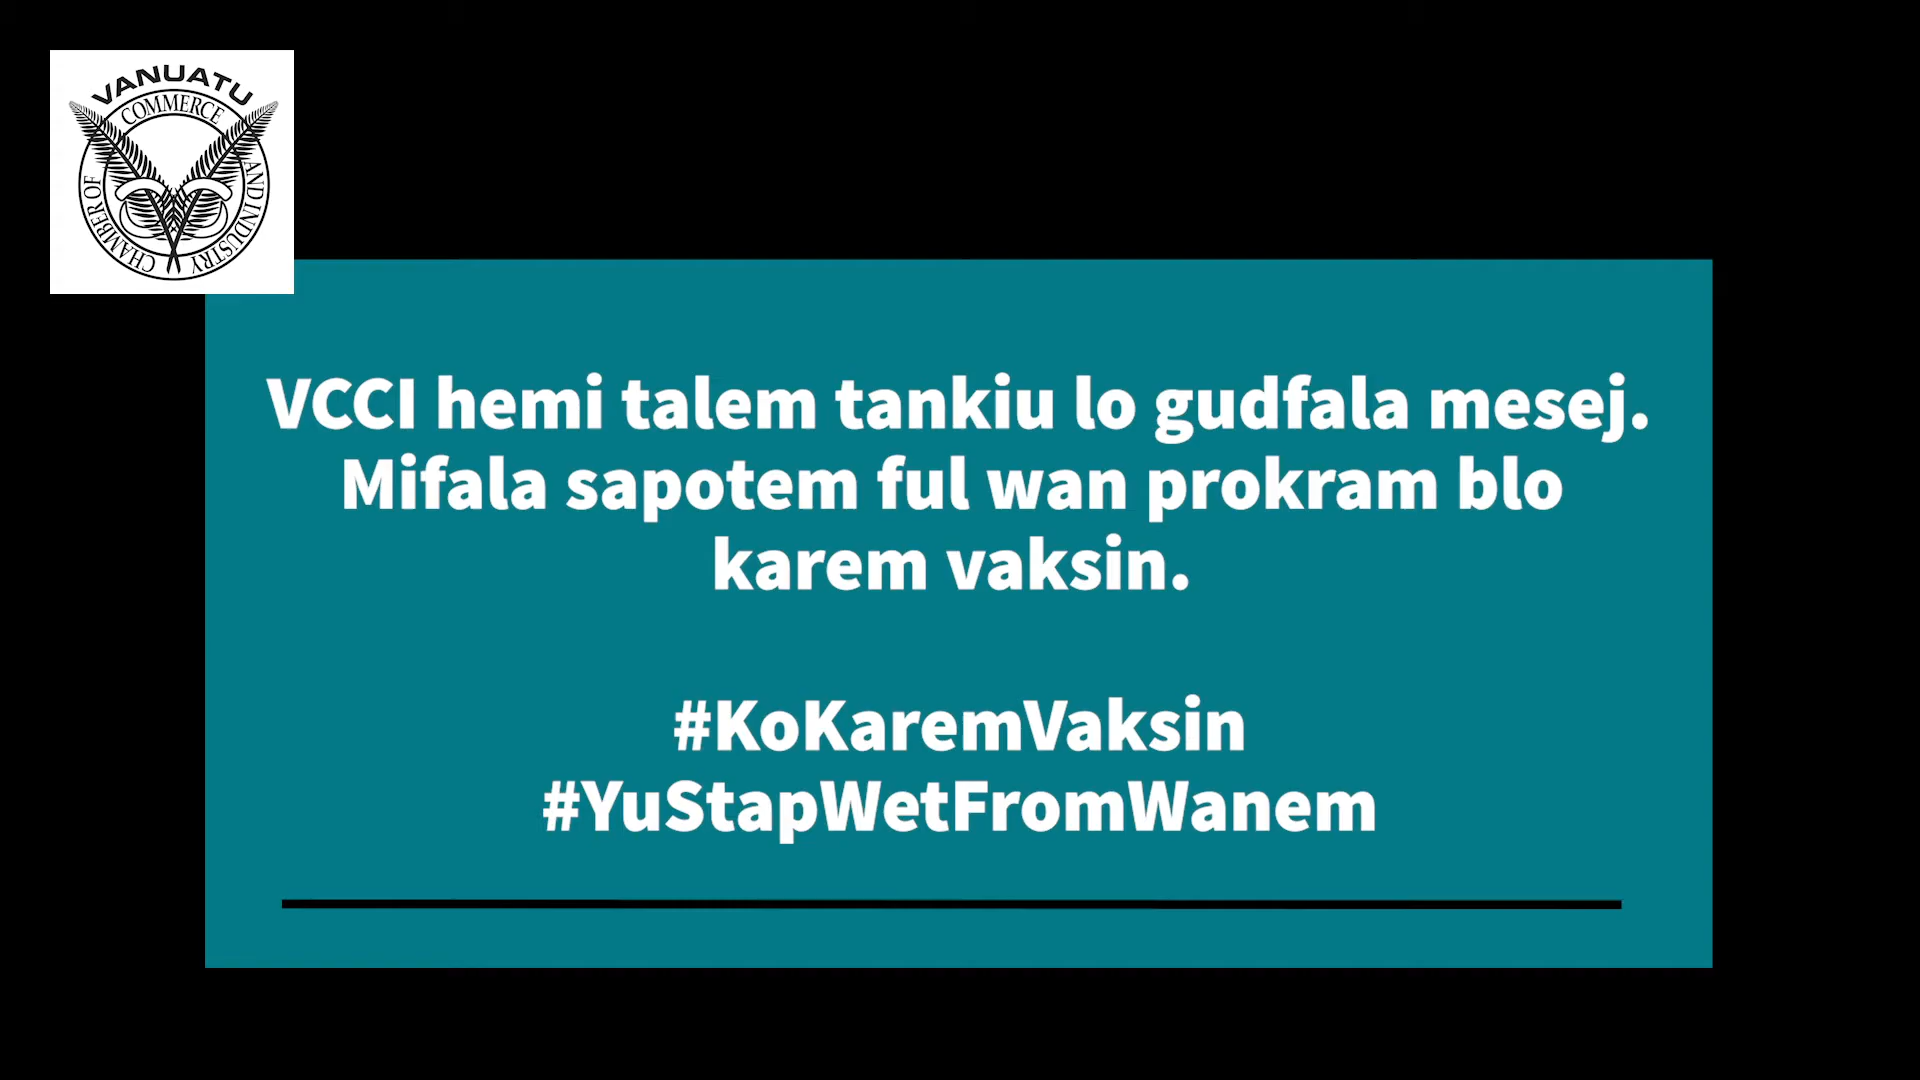 VANUATU
CHAMBER OF COMMERCE AND INDUSTRY
VCCI hemi talem tankiu lo gudfala mesej.
Mifala sapotem ful wan prokram blo
karem vaksin.
#KoKaremVaksin
#YuStapWetFromWanem